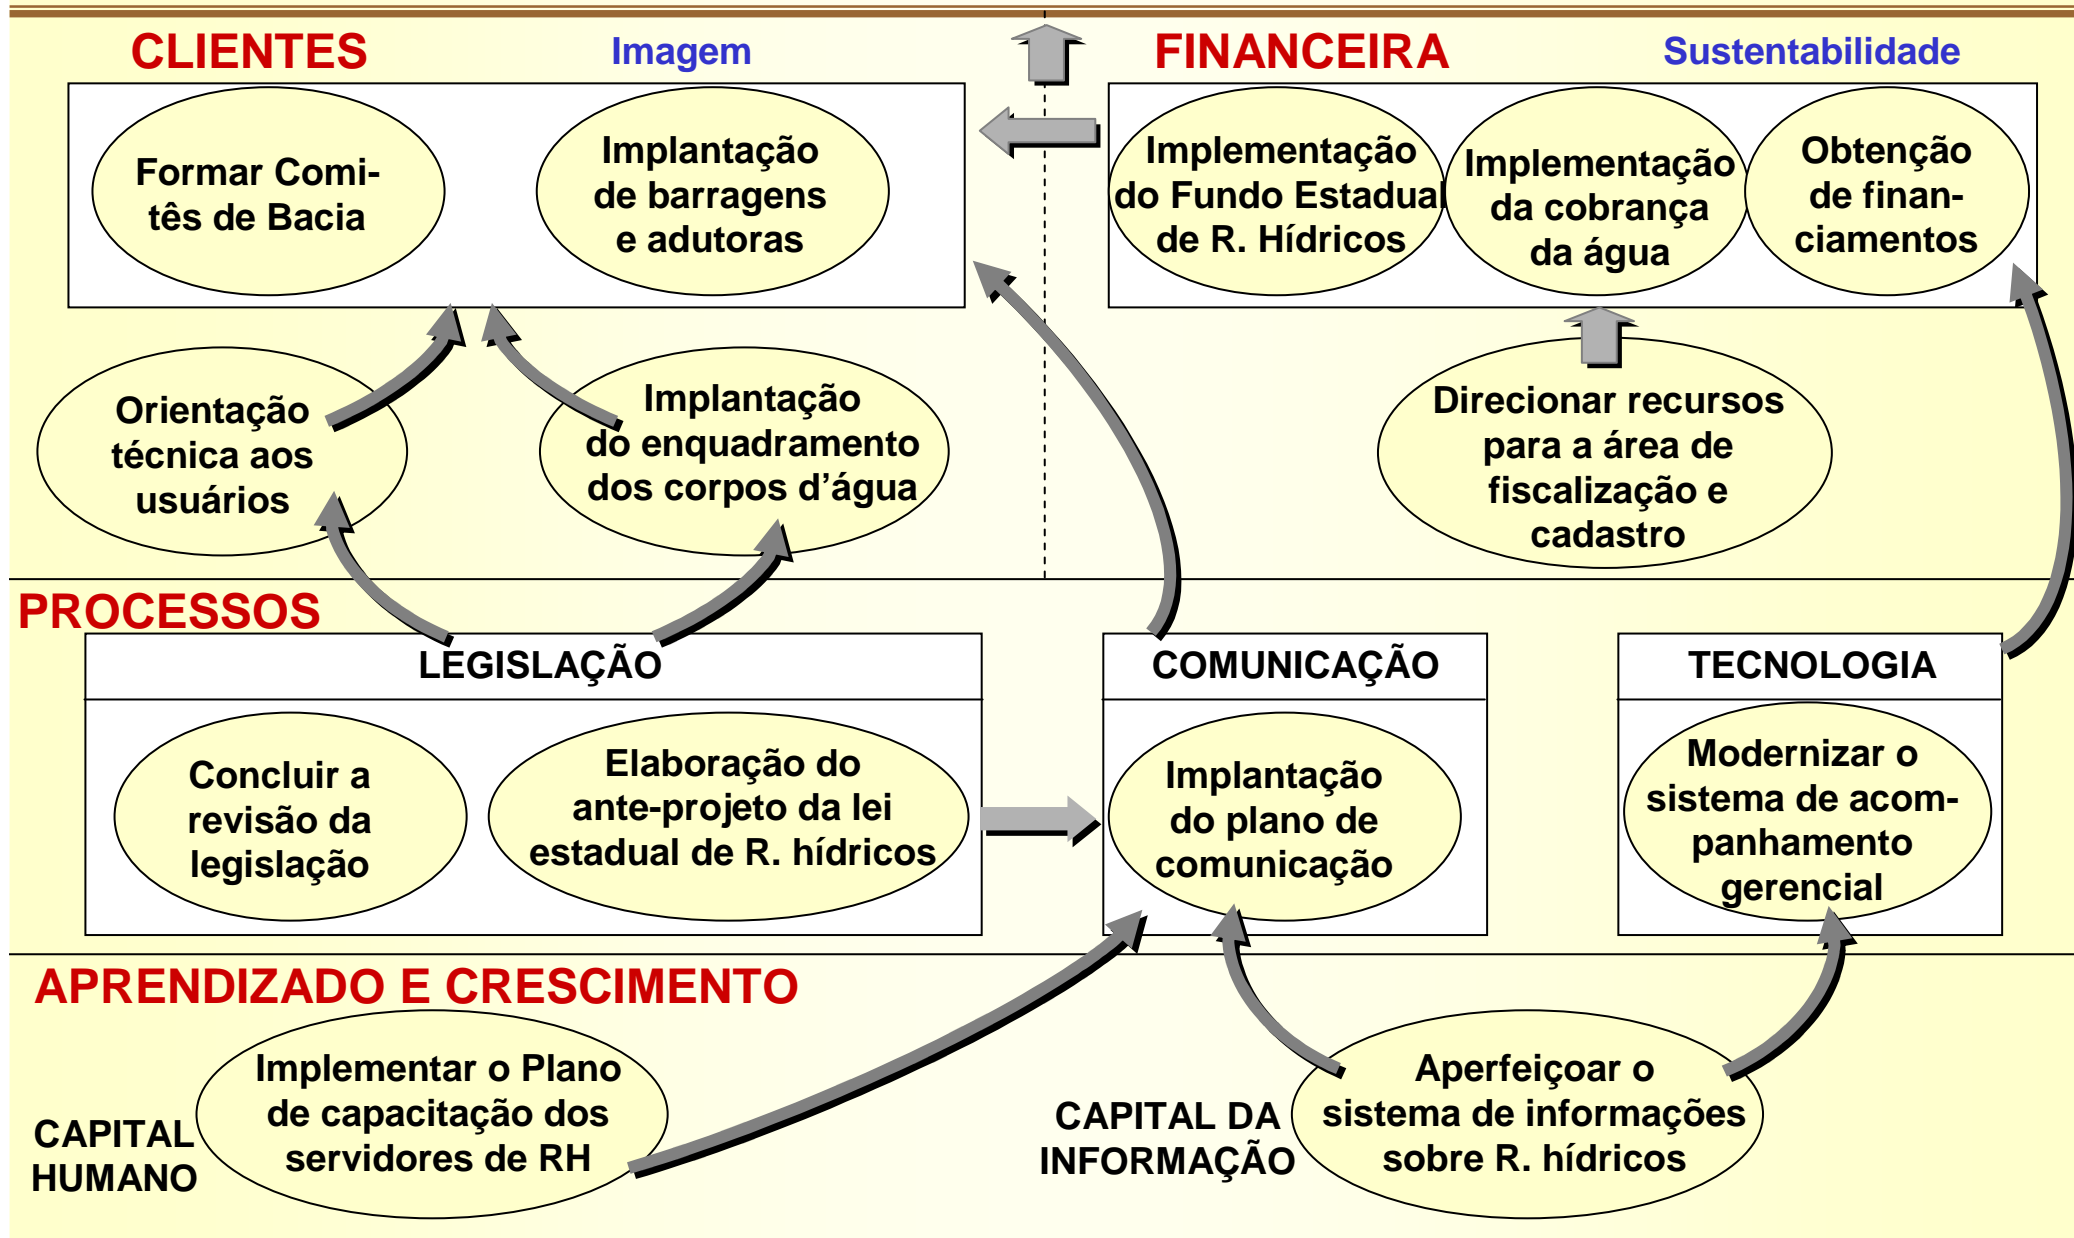 CLIENTES
Imagem
Formar Comi-
tês de Bacia
Implantação
de barragens
e adutoras
Orientação
técnica aos
usuários
Implantação
do enquadramento
dos corpos d’água
FINANCEIRA
Sustentabilidade
Implementação
do Fundo Estadual
de R. Hídricos
Implementação
da cobrança
da água
Obtenção
de finan-
ciamentos
Direcionar recursos
para a área de
fiscalização e
cadastro
PROCESSOS
LEGISLAÇÃO
Concluir a
revisão da
legislação
Elaboração do
ante-projeto da lei
estadual de R. hídricos
COMUNICAÇÃO
Implantação
do plano de
comunicação
TECNOLOGIA
Modernizar o
sistema de acom-
panhamento
gerencial
APRENDIZADO E CRESCIMENTO
CAPITAL
HUMANO
Implementar o Plano
de capacitação dos
servidores de RH
CAPITAL DA
INFORMAÇÃO
Aperfeiçoar o
sistema de informações
sobre R. hídricos